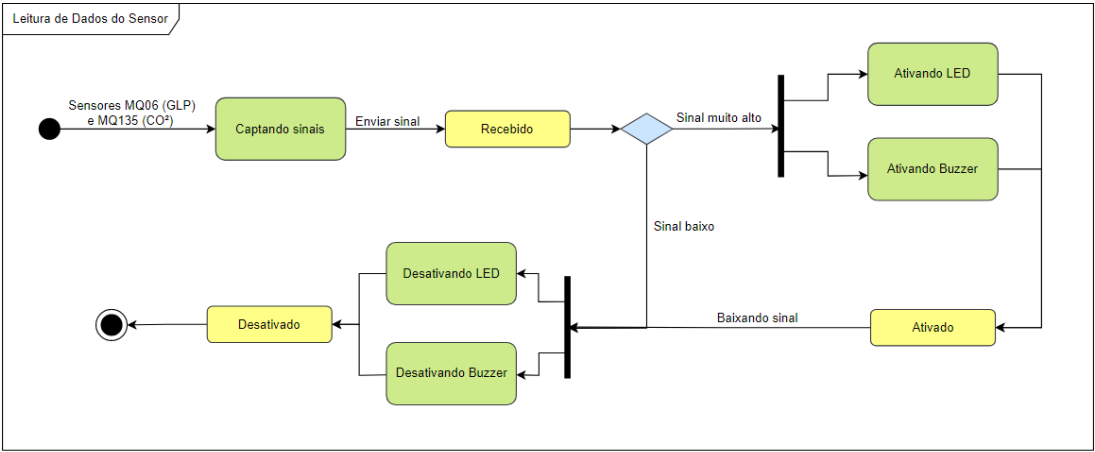 Leitura de Dados do Sensor
Sensores MQ06 (GLP)
e MQ135 (CO²)
Captando sinais
Enviar sinal
Recebido
Sinal muito alto
Ativando LED
Ativando Buzzer
Sinal baixo
Desativando LED
Desativado
Baixando sinal
Ativado
Desativando Buzzer